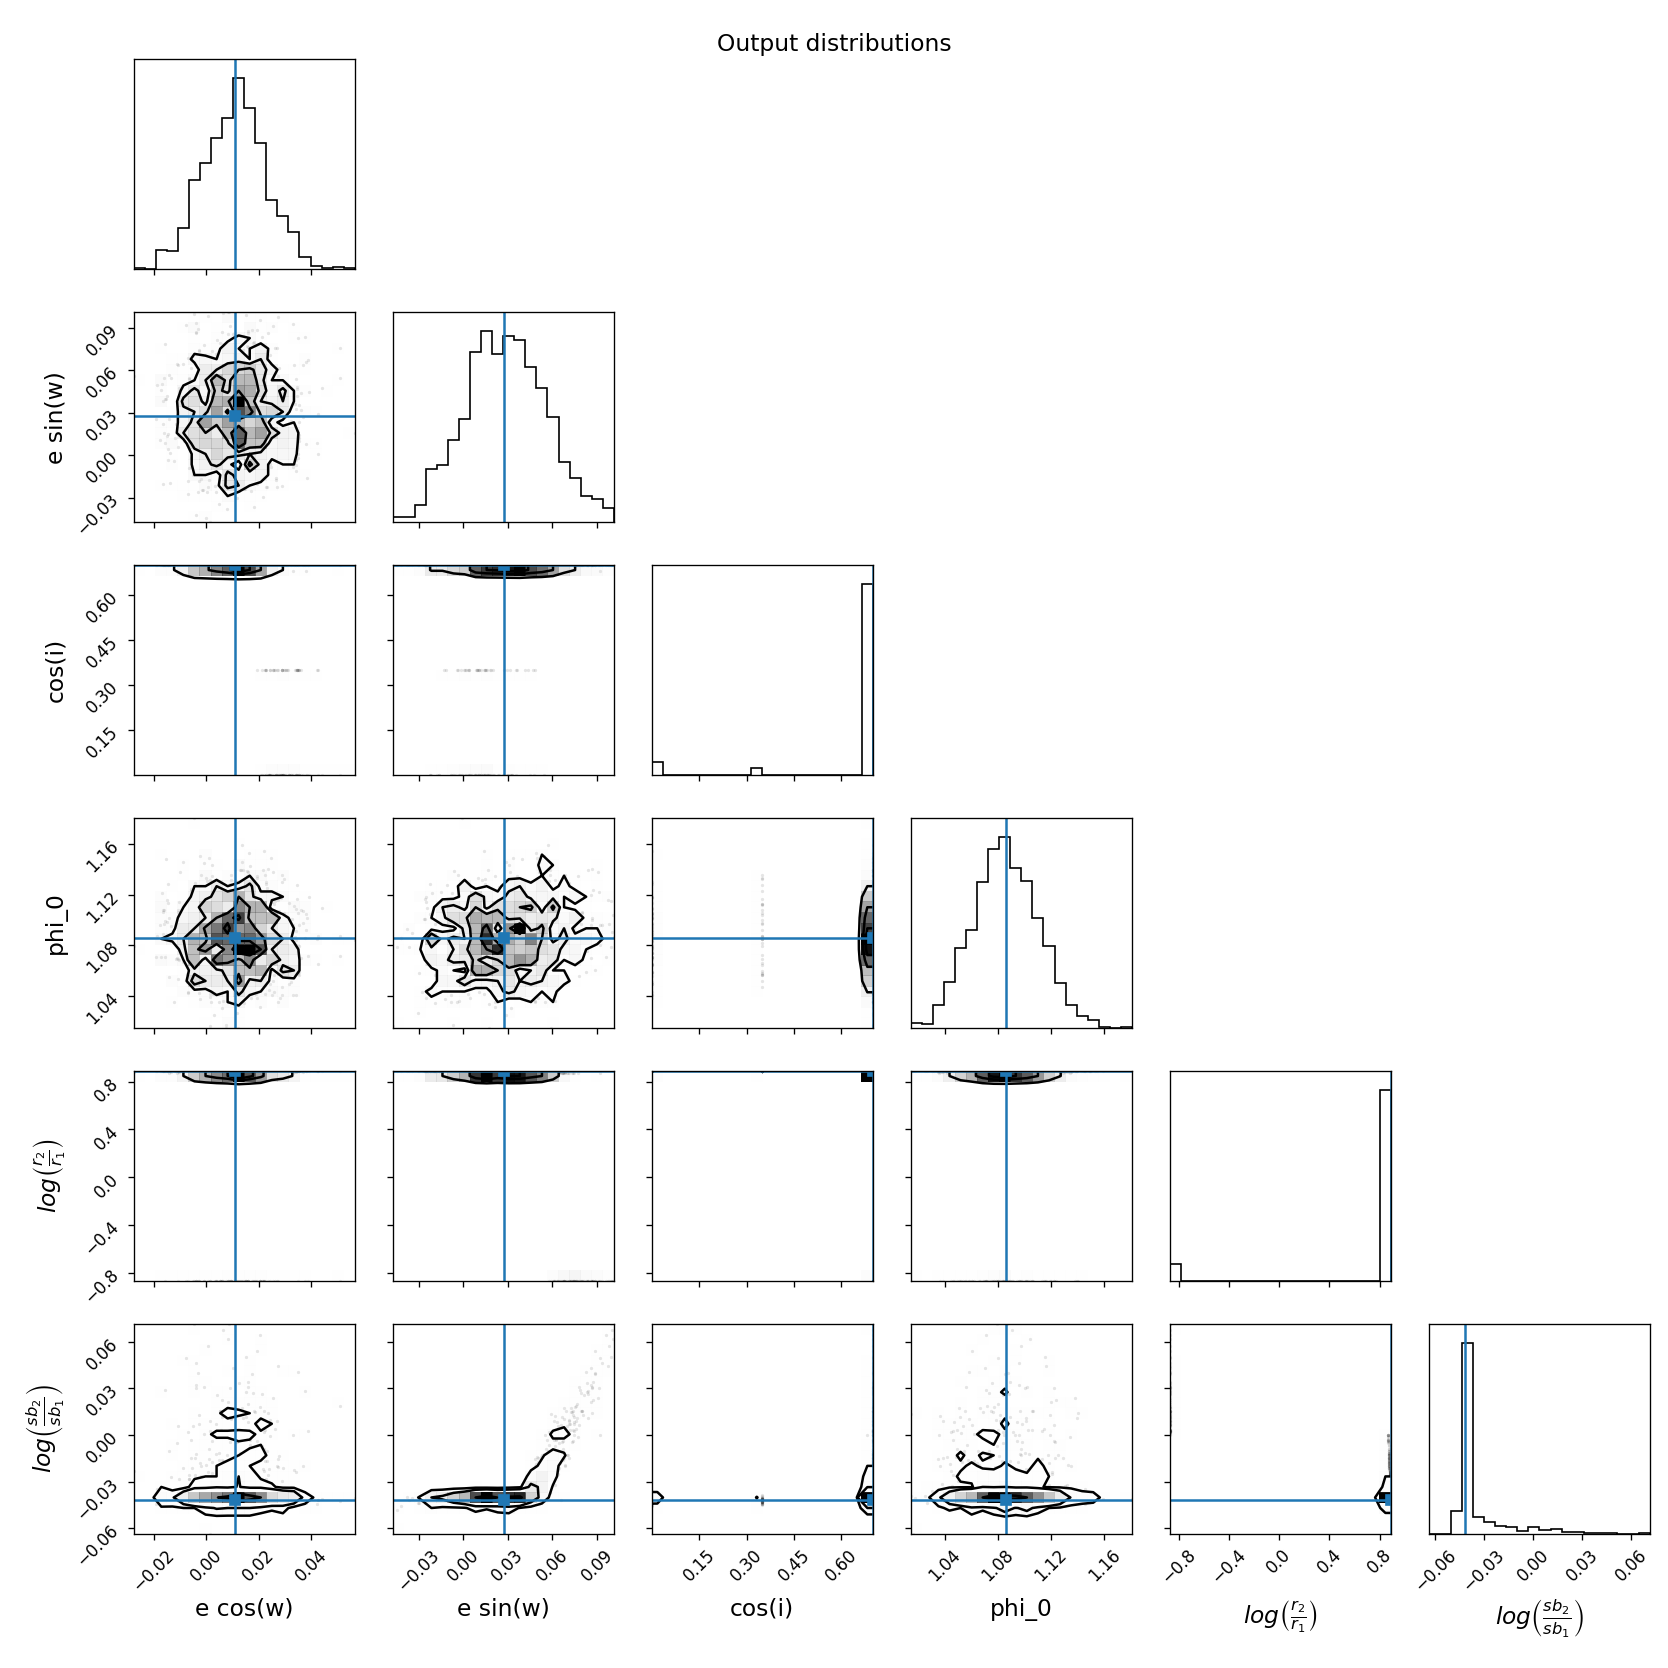 Output distributions
e sin(w)
0.09
0.06
0.03
0.00
−0.03
cos(i)
0.60
0.45
0.30
0.15
phi_0
1.16
1.12
1.08
1.04
log(r2/r1)
0.8
0.4
0.0
−0.4
−0.8
log(sb2/sb1)
0.06
0.03
0.00
−0.03
−0.06
−0.02 0.00 0.02 0.04
−0.03 0.00 0.03 0.06 0.09
0.15 0.30 0.45 0.60
1.04 1.08 1.12 1.16
−0.8 −0.4 0.0 0.4 0.8
−0.06 −0.03 0.00 0.03 0.06
e cos(w)
e sin(w)
cos(i)
phi_0
log(r2/r1)
log(sb2/sb1)